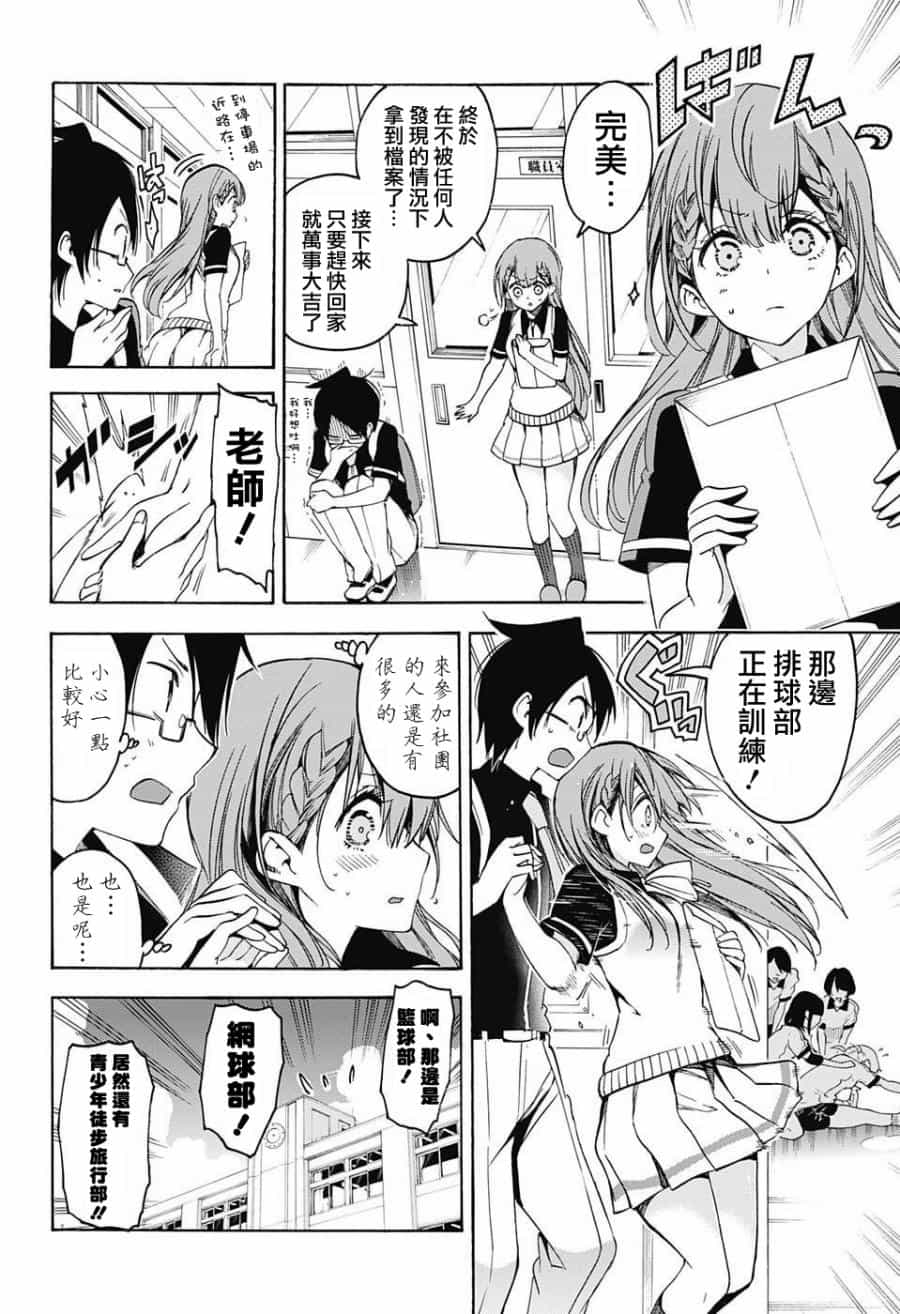 ばん
完美…
職員室
終於
在不被任何人
發現的情況下
拿到檔案了…
接下來
只要趕快回家
就萬事大吉了
我…
我好想吐啊…
到停車場的
近路在…
はっ
老師！
那邊
排球部
正在訓練！
來參加社團
的人還是有
很多的
小心一點
比較好
也…
也是呢…
啊、那邊是
籃球部！
網球部！
居然還有
青少年徒步旅行部!!